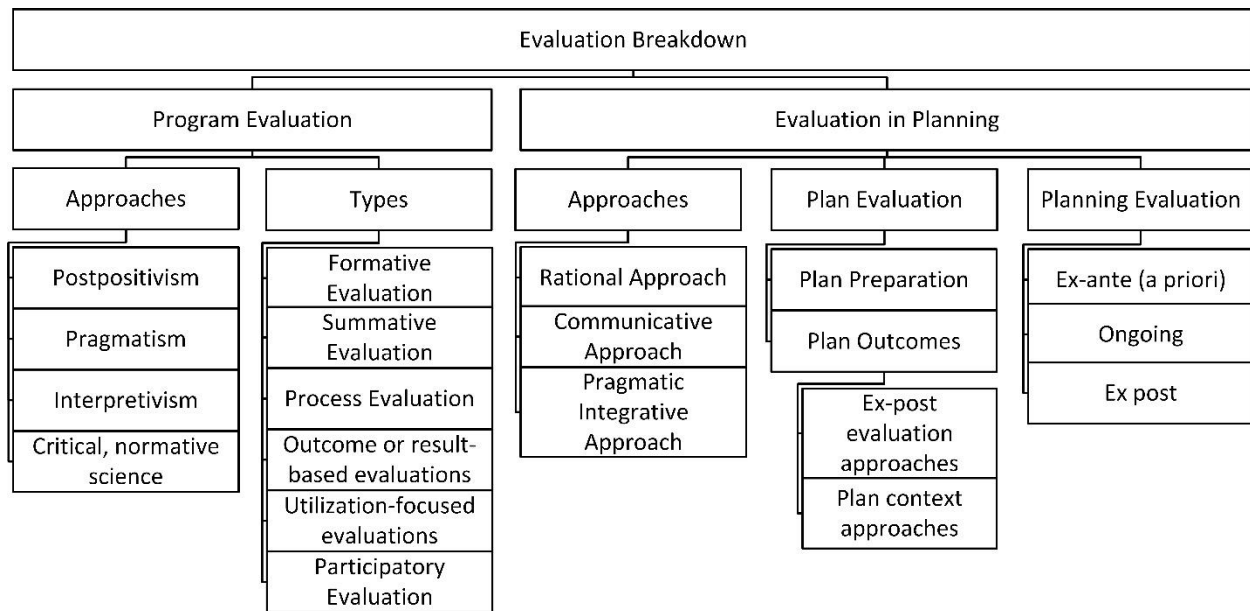 Evaluation Breakdown
Program Evaluation
Evaluation in Planning
Approaches
Types
Approaches
Plan Evaluation
Planning Evaluation
Postpositivism
Pragmatism
Interpretivism
Critical, normative
science
Formative
Evaluation
Summative
Evaluation
Process Evaluation
Outcome or result-
based evaluations
Utilization-focused
evaluations
Participatory
Evaluation
Rational Approach
Communicative
Approach
Pragmatic
Integrative
Approach
Plan Preparation
Plan Outcomes
Ex-post
evaluation
approaches
Plan context
approaches
Ex-ante (a priori)
Ongoing
Ex post